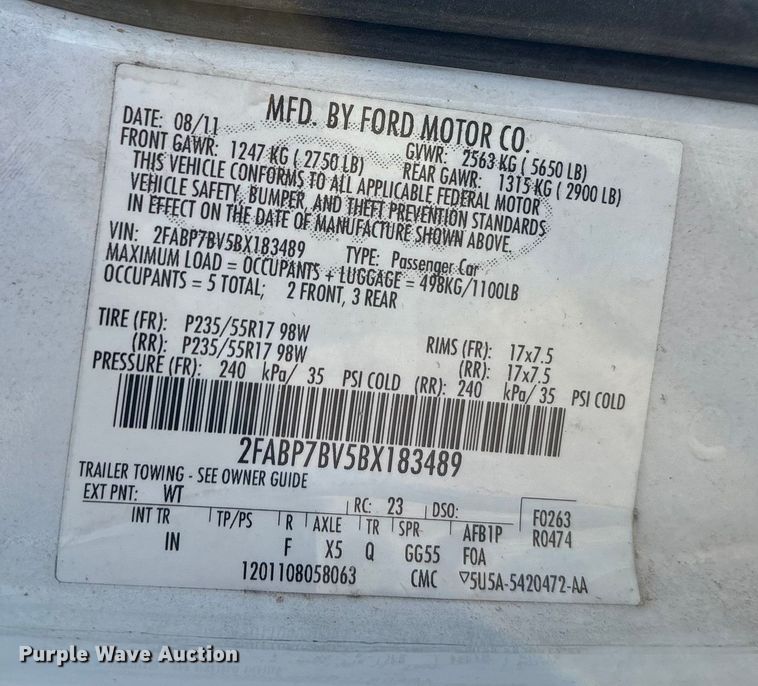 MFD. BY FORD MOTOR CO.
DATE: 08/11 GVWR: 2563 KG ( 5650 LB)
FRONT GAWR: 1247 KG ( 2750 LB) REAR GAWR: 1315 KG ( 2900 LB)
THIS VEHICLE CONFORMS TO ALL APPLICABLE FEDERAL MOTOR
VEHICLE SAFETY, BUMPER, AND THEFT PREVENTION STANDARDS
IN EFFECT ON THE DATE OF MANUFACTURE SHOWN ABOVE.
VIN: 2FABP7BV5BX183489 TYPE: Passenger Car
MAXIMUM LOAD = OCCUPANTS + LUGGAGE = 498KG/1100LB
OCCUPANTS = 5 TOTAL; 2 FRONT, 3 REAR
TIRE (FR): P235/55R17 98W RIMS (FR): 17x7.5
(RR): P235/55R17 98W (RR): 17x7.5
PRESSURE (FR): 240 kPa/ 35 PSI COLD (RR): 240 kPa/ 35 PSI COLD
2FABP7BV5BX183489
TRAILER TOWING - SEE OWNER GUIDE
EXT PNT: WT RC: 23 DSO: F0263
INT TR TP/PS R AXLE TR SPR AFB1P R0474
IN F X5 Q GG55 F0A
1201108058063 CMC ▽5U5A-5420472-AA
Purple Wave Auction